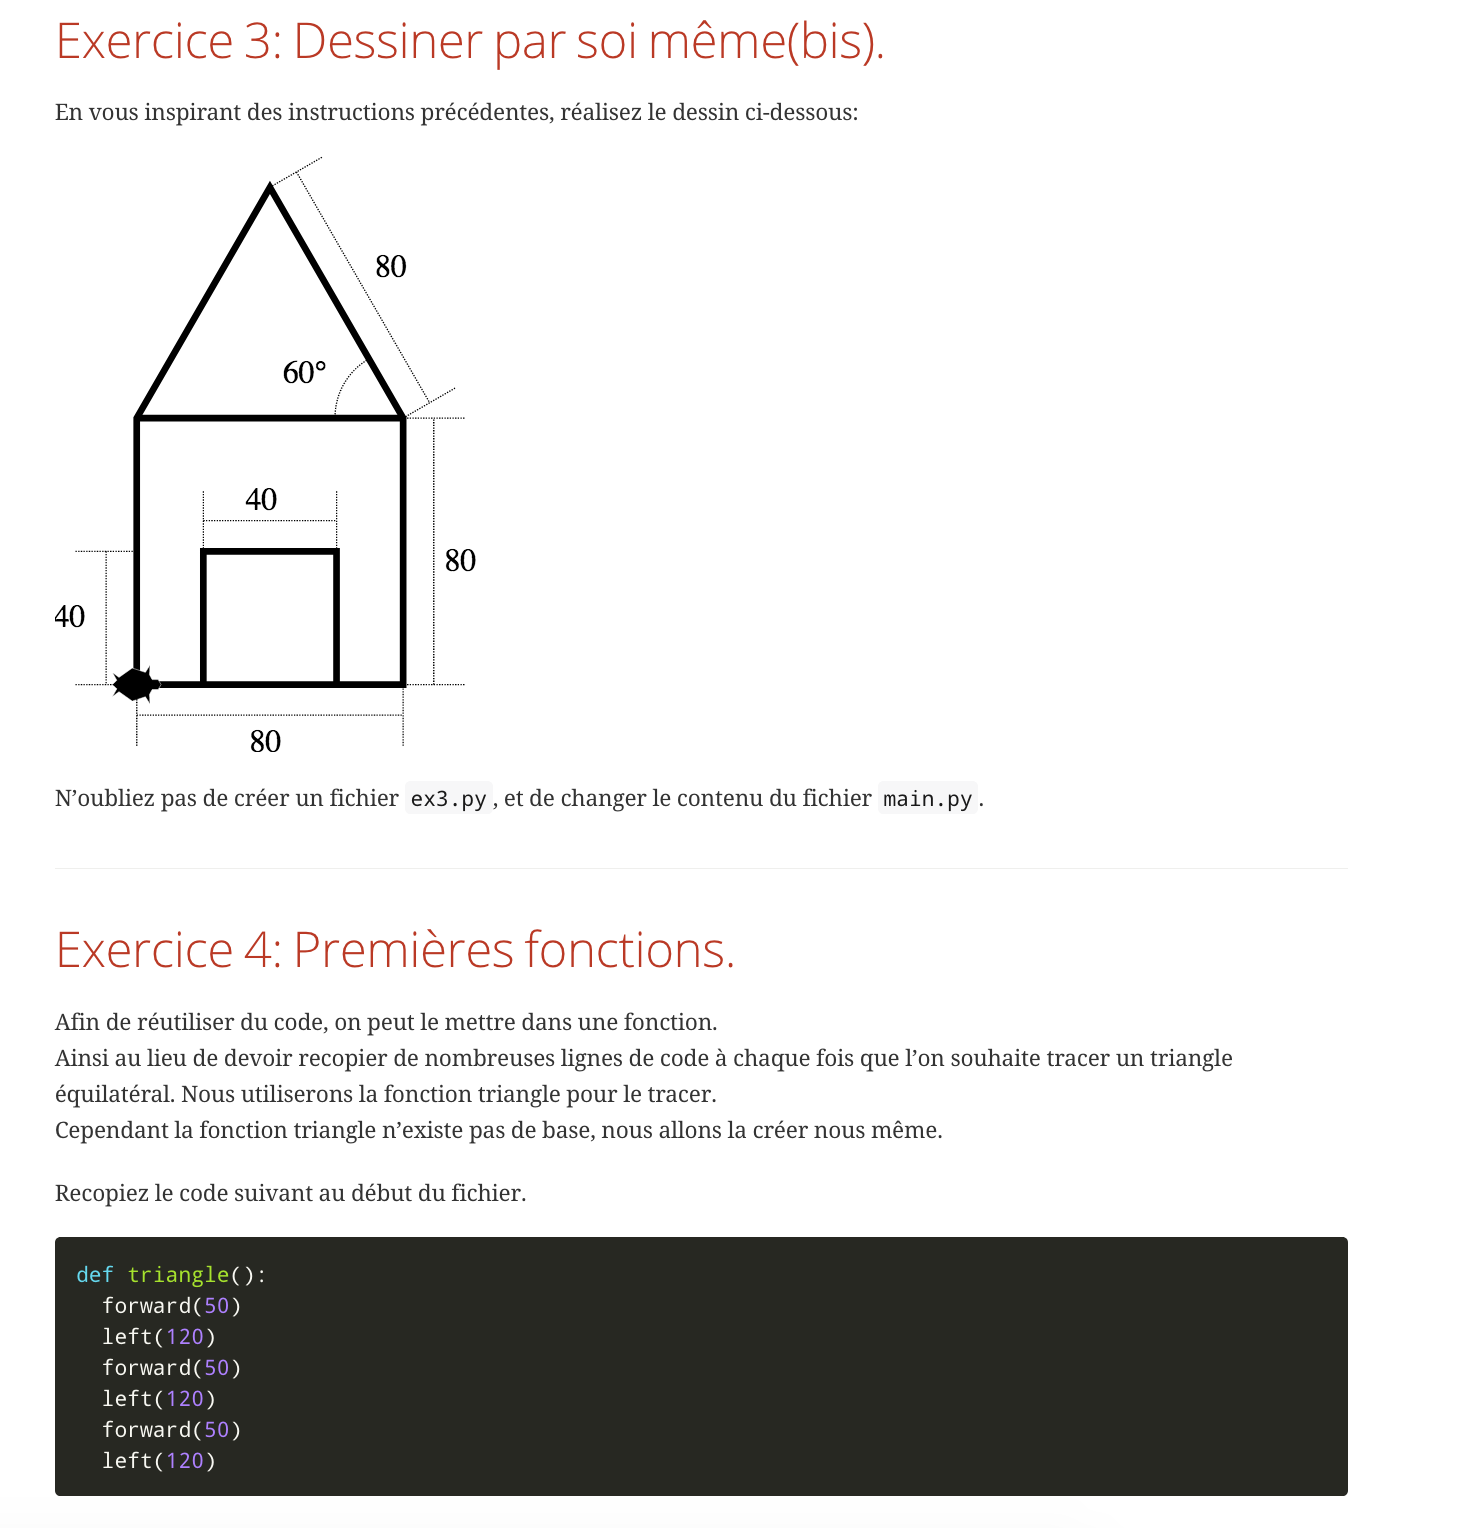 Exercice 3: Dessiner par soi même(bis).
En vous inspirant des instructions précédentes, réalisez le dessin ci-dessous:
80
60°
40
80
40
80
N’oubliez pas de créer un fichier ex3.py, et de changer le contenu du fichier main.py.
Exercice 4: Premières fonctions.
Afin de réutiliser du code, on peut le mettre dans une fonction.
Ainsi au lieu de devoir recopier de nombreuses lignes de code à chaque fois que l’on souhaite tracer un triangle
équilatéral. Nous utiliserons la fonction triangle pour le tracer.
Cependant la fonction triangle n’existe pas de base, nous allons la créer nous même.
Recopiez le code suivant au début du fichier.
def triangle():
  forward(50)
  left(120)
  forward(50)
  left(120)
  forward(50)
  left(120)